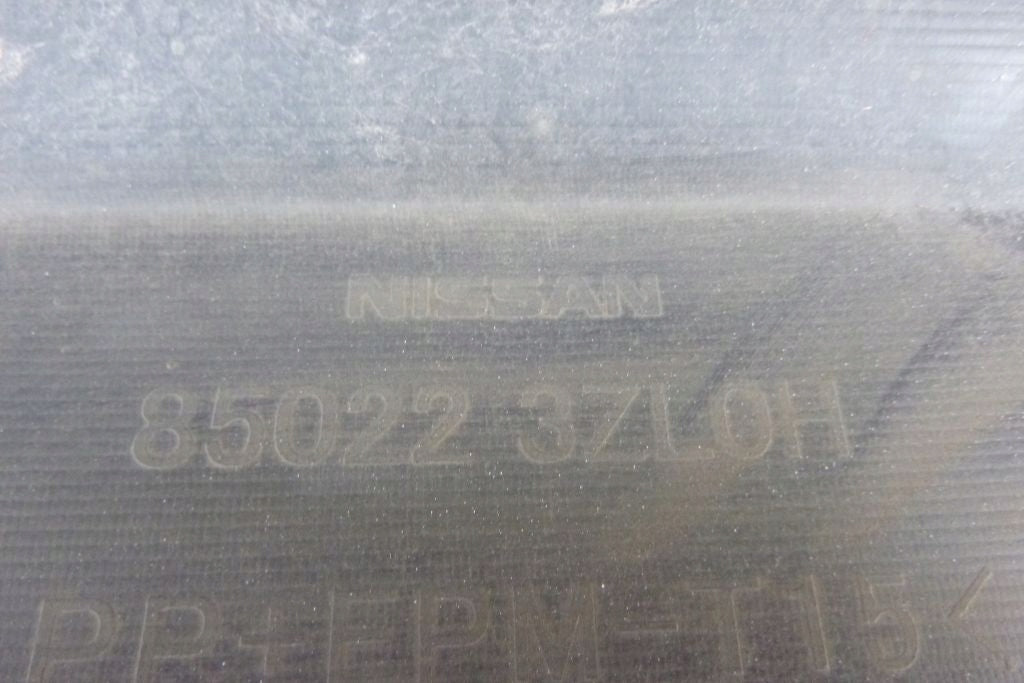 NISSAN
85022 3ZL0H
PP+EPM-T15<